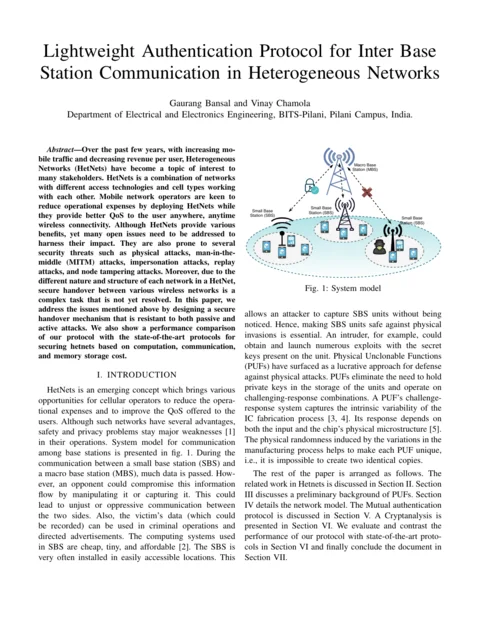 Lightweight Authentication Protocol for Inter Base
Station Communication in Heterogeneous Networks
Gaurang Bansal and Vinay Chamola
Department of Electrical and Electronics Engineering, BITS-Pilani, Pilani Campus, India.
Abstract—Over the past few years, with increasing mo-
bile traffic and decreasing revenue per user, Heterogeneous
Networks (HetNets) have become a topic of interest to
many stakeholders. HetNets is a combination of networks
with different access technologies and cell types working
with each other. Mobile network operators are keen to
reduce operational expenses by deploying HetNets while
they provide better QoS to the user anywhere, anytime
wireless connectivity. Although HetNets provide various
benefits, yet many open issues need to be addressed to
harness their impact. They are also prone to several
security threats such as physical attacks, man-in-the-
middle (MITM) attacks, impersonation attacks, replay
attacks, and node tampering attacks. Moreover, due to the
different nature and structure of each network in a HetNet,
secure handover between various wireless networks is a
complex task that is not yet resolved. In this paper, we
address the issues mentioned above by designing a secure
handover mechanism that is resistant to both passive and
active attacks. We also show a performance comparison
of our protocol with the state-of-the-art protocols for
securing hetnets based on computation, communication,
and memory storage cost.
I. INTRODUCTION
HetNets is an emerging concept which brings various
opportunities for cellular operators to reduce the opera-
tional expenses and to improve the QoS offered to the
users. Although such networks have several advantages,
safety and privacy problems stay major weaknesses [1]
in their operations. System model for communication
among base stations is presented in fig. 1. During the
communication between a small base station (SBS) and
a macro base station (MBS), much data is passed. How-
ever, an opponent could compromise this information
flow by manipulating it or capturing it. This could
lead to unjust or oppressive communication between
the two sides. Also, the victim's data (which could
be recorded) can be used in criminal operations and
directed advertisements. The computing systems used
in SBS are cheap, tiny, and affordable [2]. The SBS is
very often installed in easily accessible locations. This
Macro Base
Station (MBS)
Small Base
Station (SBS)
Small Base
Station (SBS)
Small Base
Station (SBS)
Fig. 1: System model
allows an attacker to capture SBS units without being
noticed. Hence, making SBS units safe against physical
invasions is essential. An intruder, for example, could
obtain and launch numerous exploits with the secret
keys present on the unit. Physical Unclonable Functions
(PUFs) have surfaced as a lucrative approach for defense
against physical attacks. PUFs eliminate the need to hold
private keys in the storage of the units and operate on
challenging-response combinations. A PUF's challenge-
response system captures the intrinsic variability of the
IC fabrication process [3, 4]. Its response depends on
both the input and the chip's physical microstructure [5].
The physical randomness induced by the variations in the
manufacturing process helps to make each PUF unique,
i.e., it is impossible to create two identical copies.
The rest of the paper is arranged as follows. The
related work in Hetnets is discussed in Section II. Section
III discusses a preliminary background of PUFs. Section
IV details the network model. The Mutual authentication
protocol is discussed in Section V. A Cryptanalysis is
presented in Section VI. We evaluate and contrast the
performance of our protocol with state-of-the-art proto-
cols in Section VI and finally conclude the document in
Section VII.